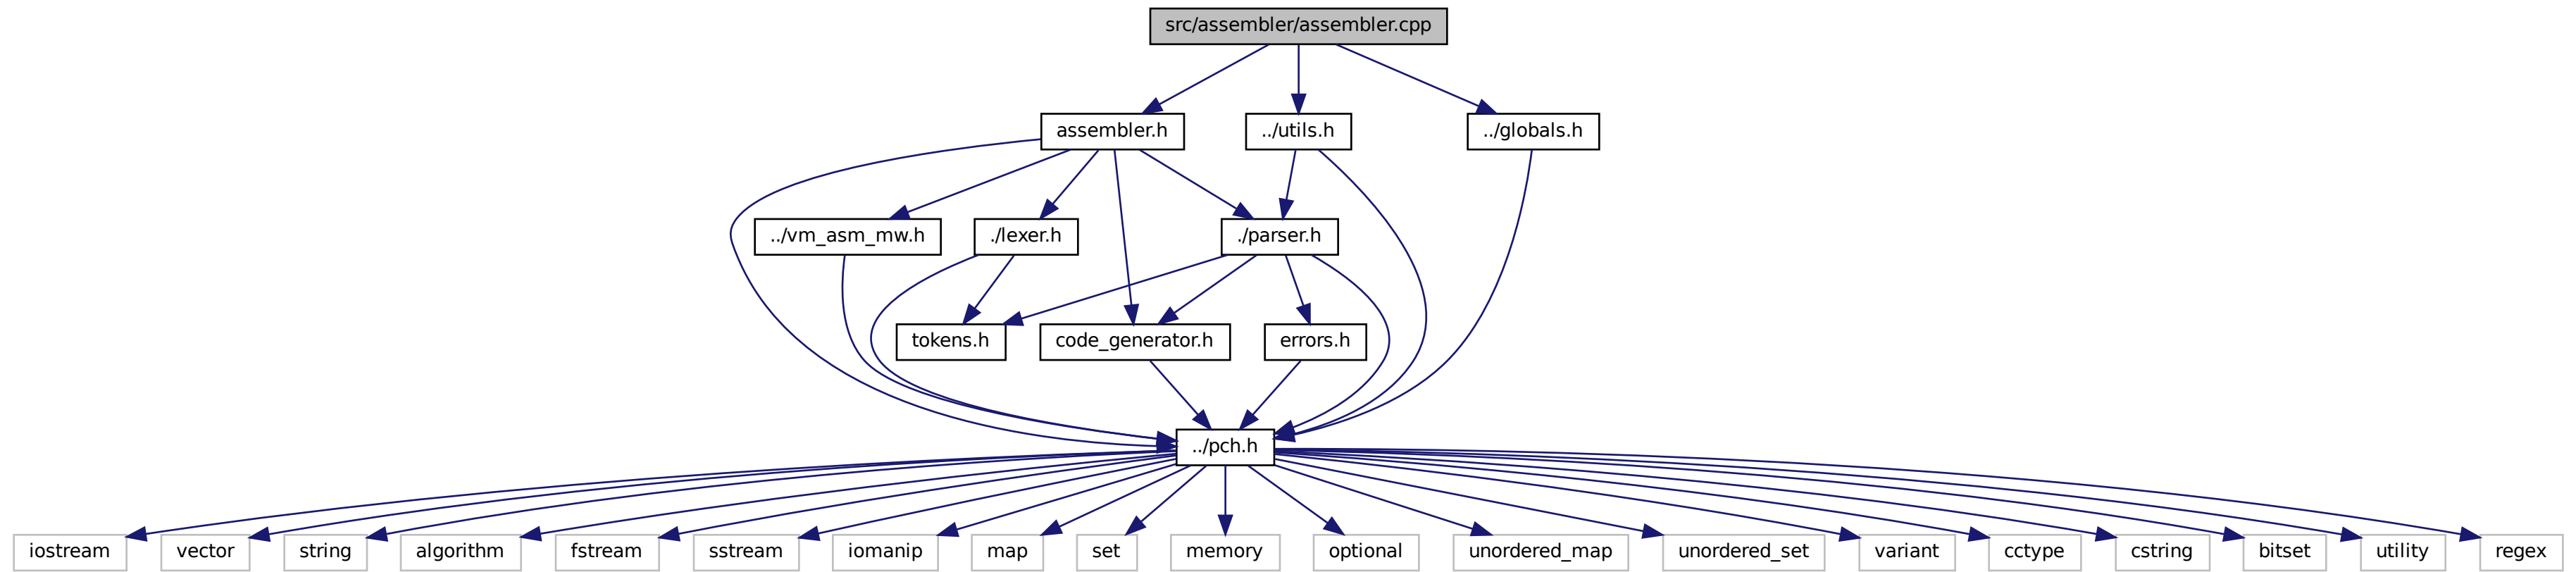 src/assembler/assembler.cpp
assembler.h
../utils.h
../globals.h
../vm_asm_mw.h
./lexer.h
./parser.h
tokens.h
code_generator.h
errors.h
../pch.h
iostream
vector
string
algorithm
fstream
sstream
iomanip
map
set
memory
optional
unordered_map
unordered_set
variant
cctype
cstring
bitset
utility
regex